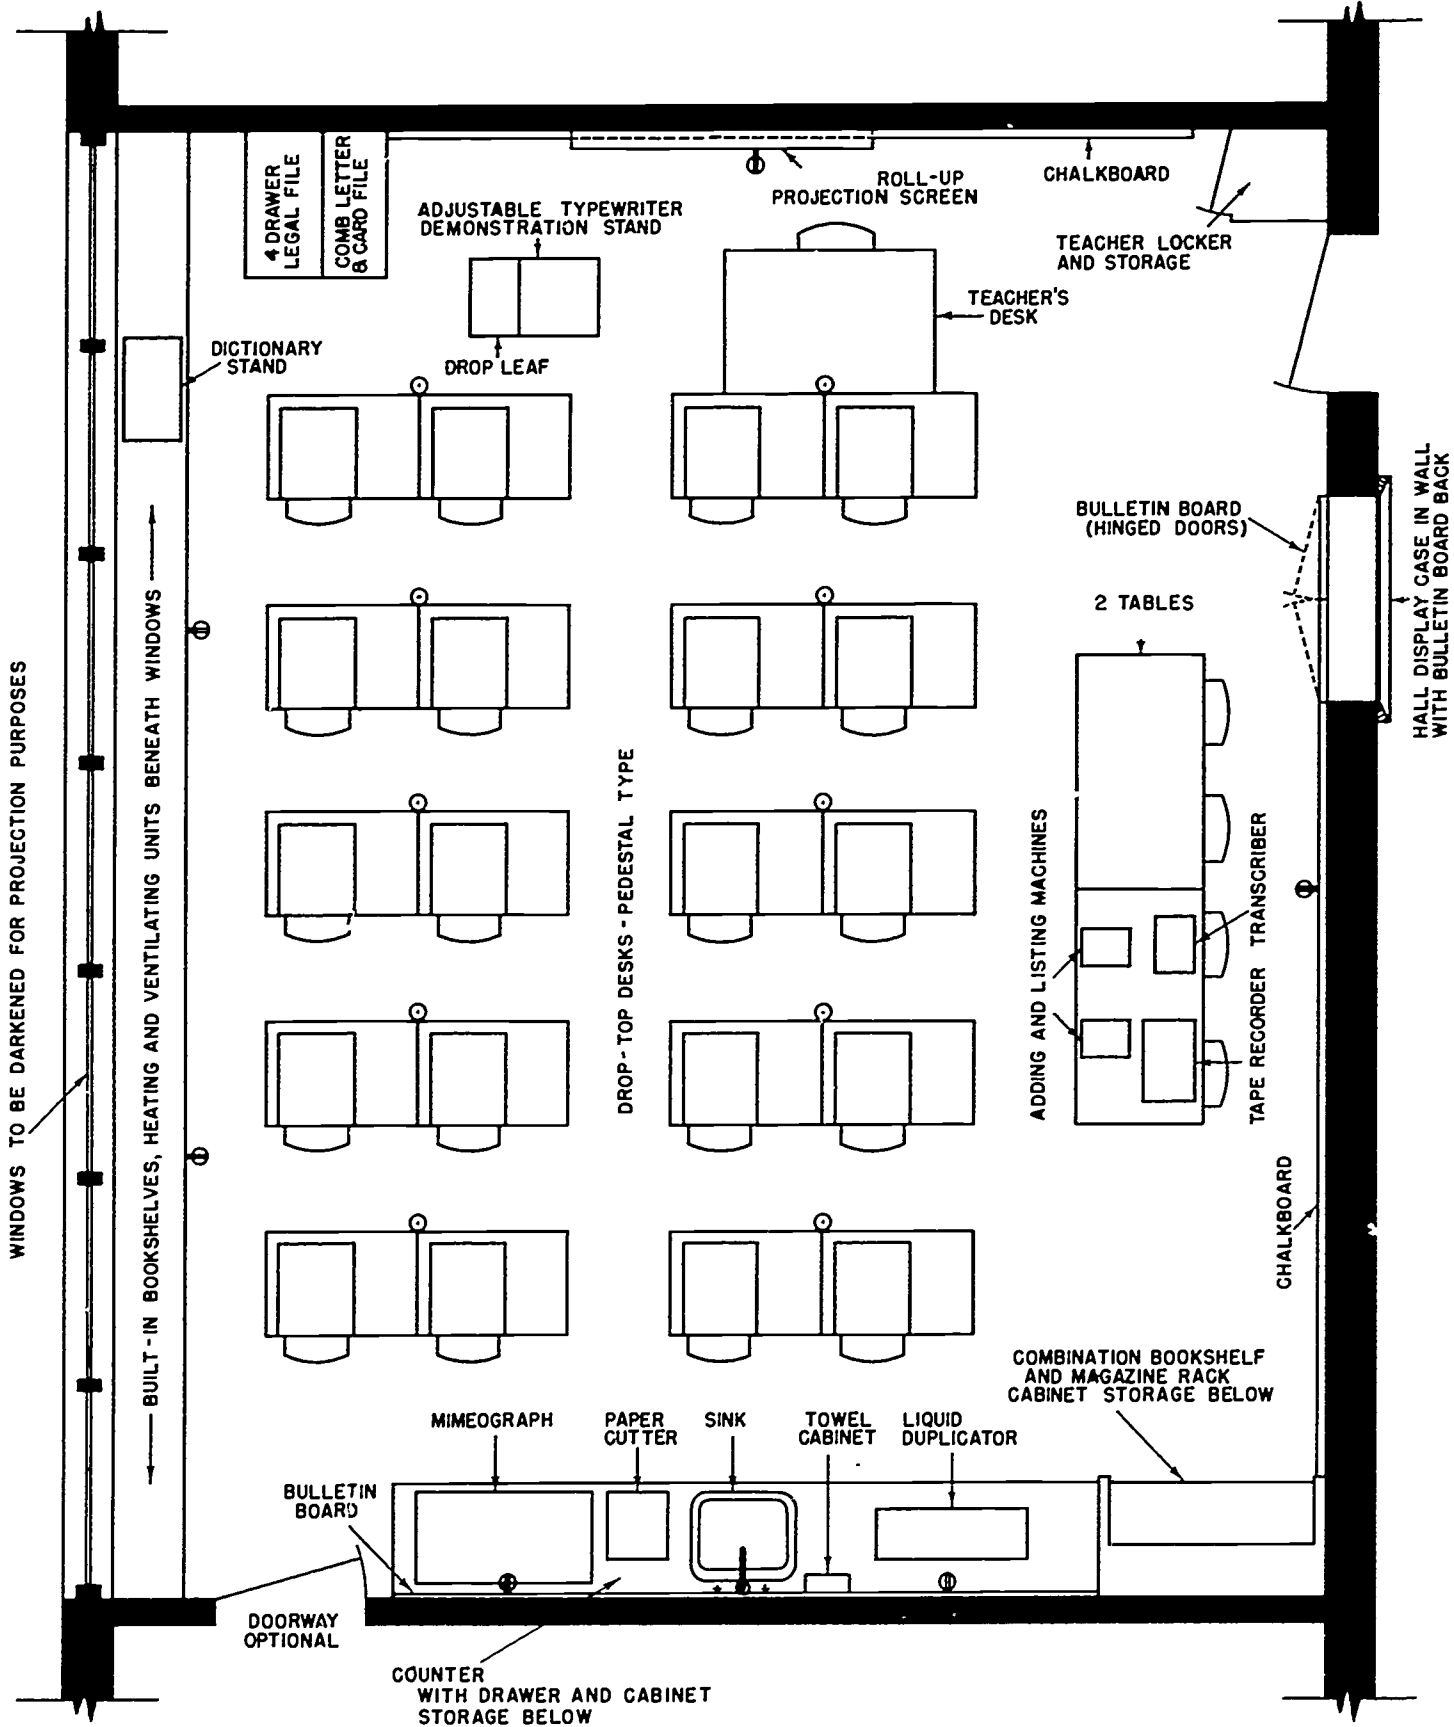 4 DRAWER
LEGAL FILE
COMB LETTER
& CARD FILE
ROLL-UP
PROJECTION SCREEN
CHALKBOARD
ADJUSTABLE TYPEWRITER
DEMONSTRATION STAND
TEACHER LOCKER
AND STORAGE
TEACHER'S
DESK
DICTIONARY
STAND
DROP LEAF
BULLETIN BOARD
(HINGED DOORS)
HALL DISPLAY CASE IN WALL
WITH BULLETIN BOARD BACK
2 TABLES
WINDOWS TO BE DARKENED FOR PROJECTION PURPOSES
BUILT-IN BOOKSHELVES, HEATING AND VENTILATING UNITS BENEATH WINDOWS
DROP-TOP DESKS - PEDESTAL TYPE
ADDING AND LISTING MACHINES
TRANSCRIBER
TAPE RECORDER
CHALKBOARD
COMBINATION BOOKSHELF
AND MAGAZINE RACK
CABINET STORAGE BELOW
MIMEOGRAPH
PAPER
CUTTER
SINK
TOWEL
CABINET
LIQUID
DUPLICATOR
BULLETIN
BOARD
DOORWAY
OPTIONAL
COUNTER
WITH DRAWER AND CABINET
STORAGE BELOW